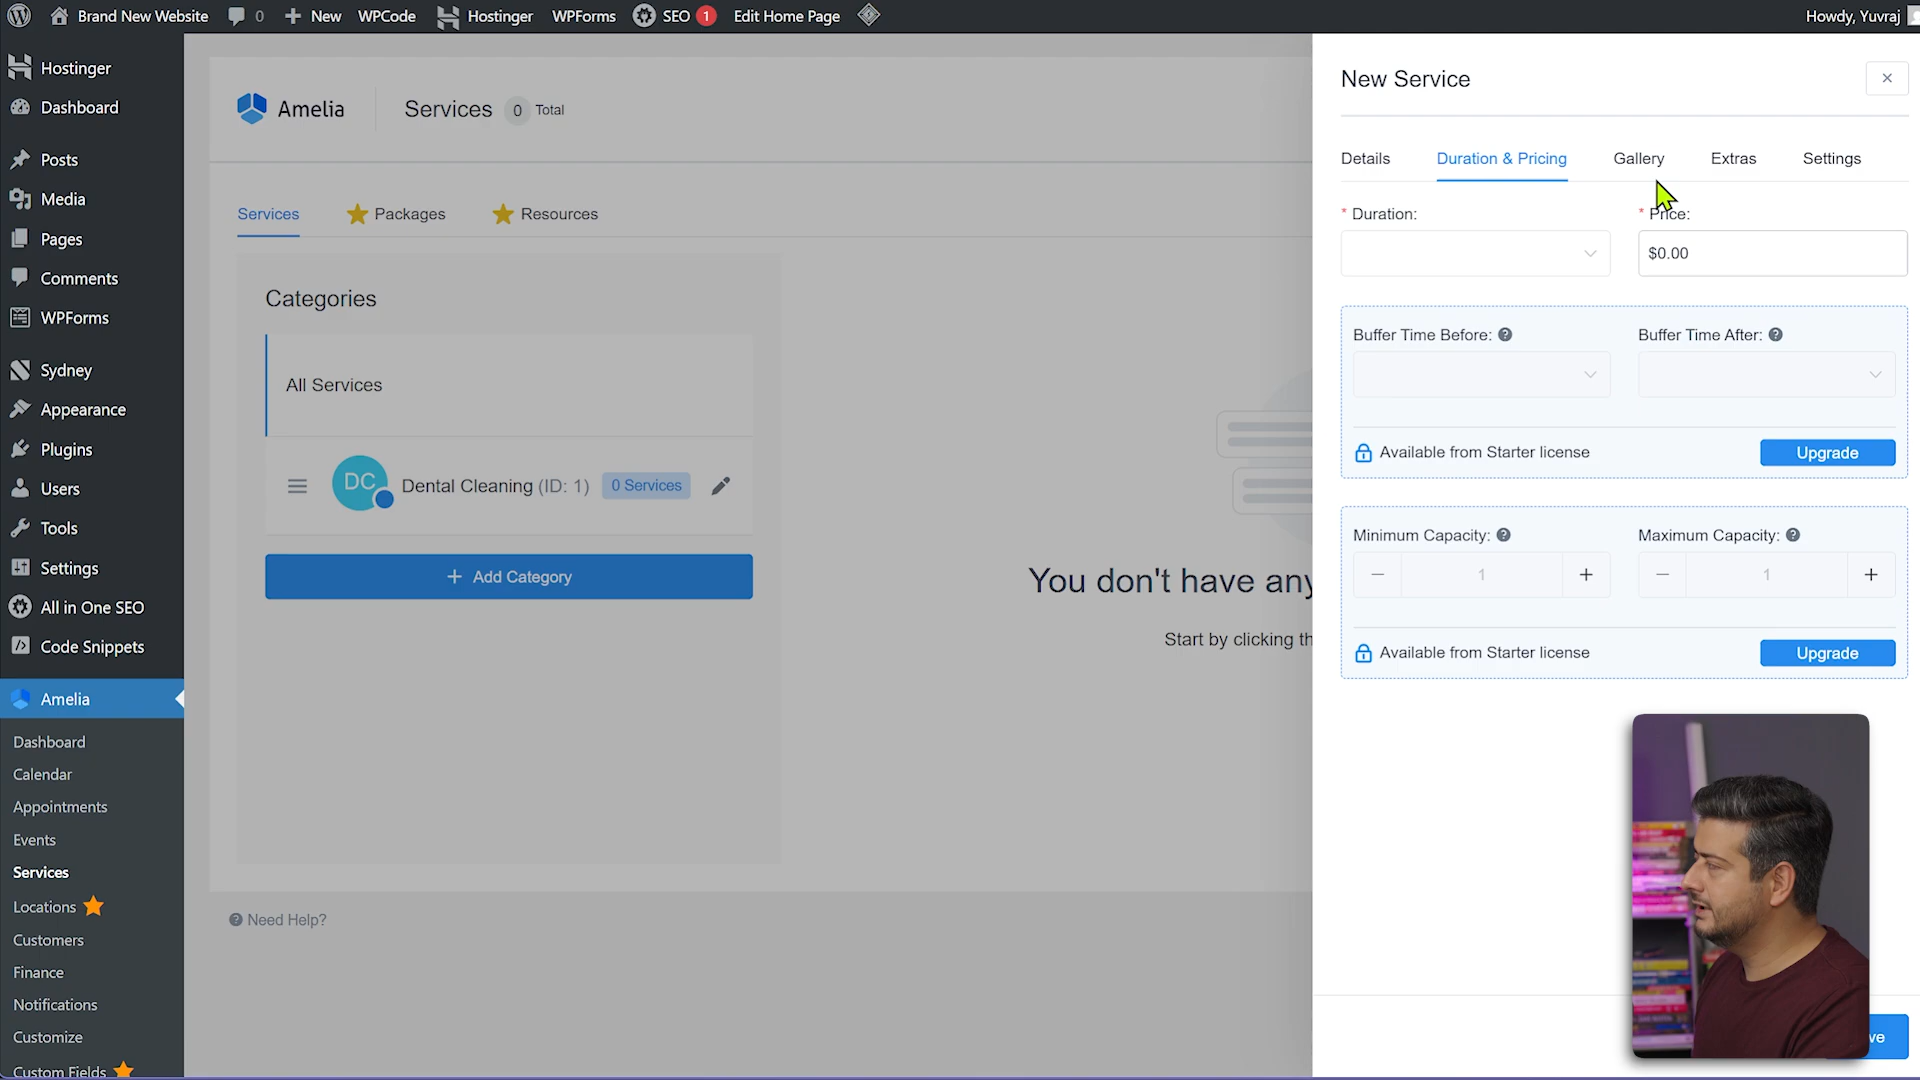 Brand New Website
0
New
WPCode
Hostinger
WPForms
SEO
1
Edit Home Page
Howdy, Yuvraj
Hostinger
Dashboard
Posts
Media
Pages
Comments
WPForms
Sydney
Appearance
Plugins
Users
Tools
Settings
All in One SEO
Code Snippets
Amelia
Dashboard
Calendar
Appointments
Events
Services
Locations
Customers
Finance
Notifications
Customize
Custom Fields
Amelia
Services 0 Total
Services
Packages
Resources
Categories
All Services
DC
Dental Cleaning (ID: 1)
0 Services
+ Add Category
You don't have any
Start by clicking th
Need Help?
New Service
Details
Duration & Pricing
Gallery
Extras
Settings
* Duration:
* Price:
$0.00
Buffer Time Before:
Buffer Time After:
Available from Starter license
Upgrade
Minimum Capacity:
Maximum Capacity:
1
1
Available from Starter license
Upgrade
ve